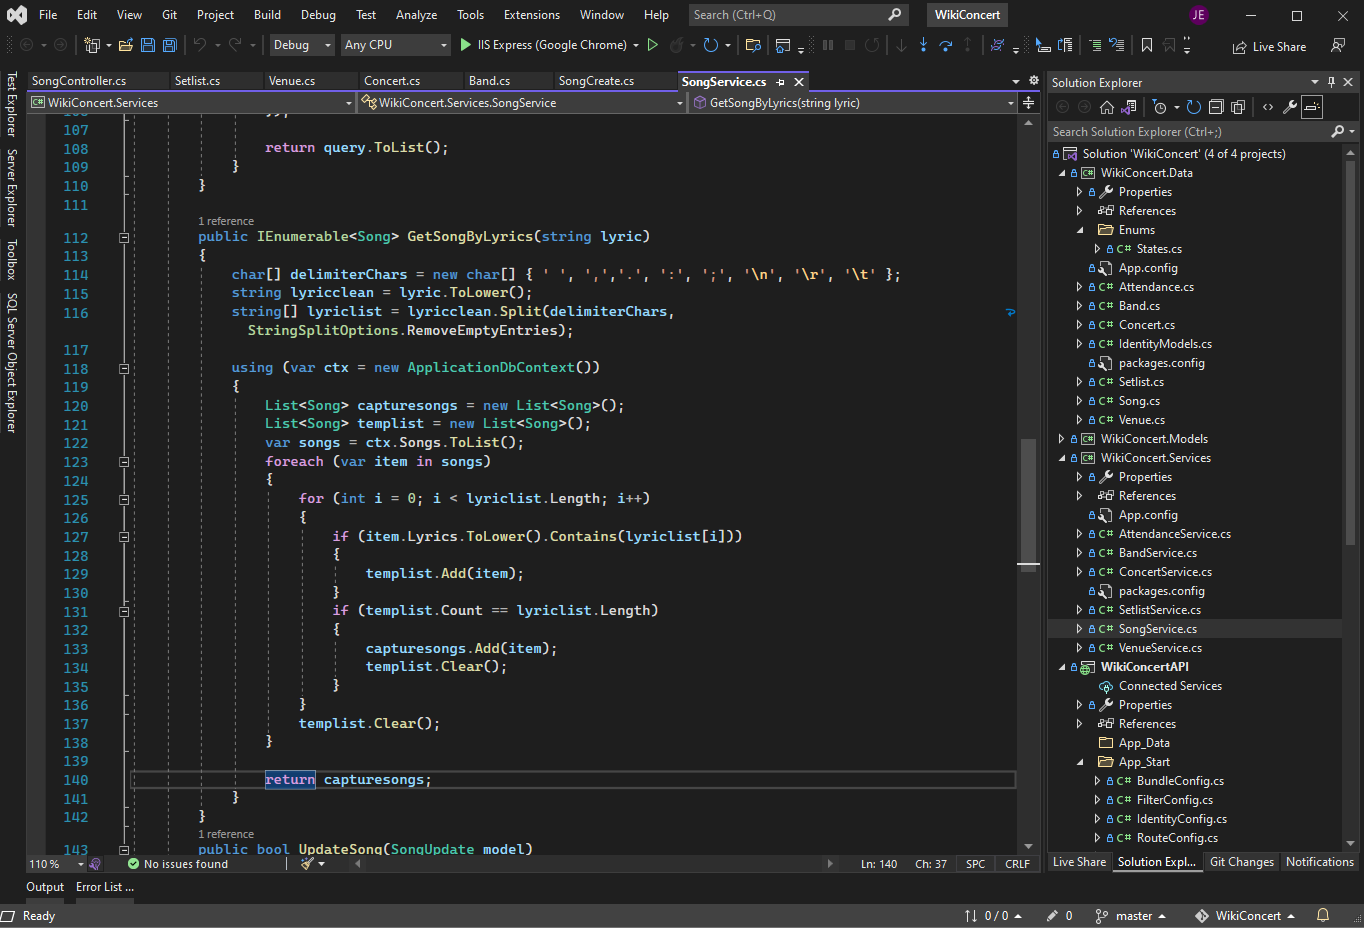 File Edit View Git Project Build Debug Test Analyze Tools Extensions Window Help Search (Ctrl+Q) WikiConcert JE
Debug Any CPU IIS Express (Google Chrome) Live Share
SongController.cs Setlist.cs Venue.cs Concert.cs Band.cs SongCreate.cs SongService.cs
WikiConcert.Services WikiConcert.Services.SongService GetSongByLyrics(string lyric)
Test Explorer
Server Explorer
Toolbox
SQL Server Object Explorer
106 });
107
108 return query.ToList();
109 }
110 }
111
1 reference
112 public IEnumerable<Song> GetSongByLyrics(string lyric)
113 {
114 char[] delimiterChars = new char[] { ' ', ',','.', ':', ';', '\n', '\r', '\t' };
115 string lyricclean = lyric.ToLower();
116 string[] lyriclist = lyricclean.Split(delimiterChars,
StringSplitOptions.RemoveEmptyEntries);
117
118 using (var ctx = new ApplicationDbContext())
119 {
120 List<Song> capturesongs = new List<Song>();
121 List<Song> templist = new List<Song>();
122 var songs = ctx.Songs.ToList();
123 foreach (var item in songs)
124 {
125 for (int i = 0; i < lyriclist.Length; i++)
126 {
127 if (item.Lyrics.ToLower().Contains(lyriclist[i]))
128 {
129 templist.Add(item);
130 }
131 if (templist.Count == lyriclist.Length)
132 {
133 capturesongs.Add(item);
134 templist.Clear();
135 }
136 }
137 templist.Clear();
138 }
139
140 return capturesongs;
141 }
142 }
1 reference
143 public bool UpdateSong(SongUpdate model)
110 % No issues found Ln: 140 Ch: 37 SPC CRLF
Output Error List ...
Solution Explorer
Search Solution Explorer (Ctrl+;)
Solution 'WikiConcert' (4 of 4 projects)
C# WikiConcert.Data
Properties
References
Enums
C# States.cs
App.config
C# Attendance.cs
C# Band.cs
C# Concert.cs
C# IdentityModels.cs
packages.config
C# Setlist.cs
C# Song.cs
C# Venue.cs
C# WikiConcert.Models
C# WikiConcert.Services
Properties
References
App.config
C# AttendanceService.cs
C# BandService.cs
C# ConcertService.cs
packages.config
C# SetlistService.cs
C# SongService.cs
C# VenueService.cs
WikiConcertAPI
Connected Services
Properties
References
App_Data
App_Start
C# BundleConfig.cs
C# FilterConfig.cs
C# IdentityConfig.cs
C# RouteConfig.cs
Live Share Solution Expl... Git Changes Notifications
Ready 0 / 0 0 master WikiConcert